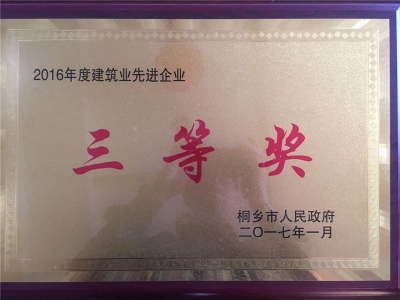 2016年度建筑业先进企业
三等奖
桐乡市人民政府
二〇一七年一月